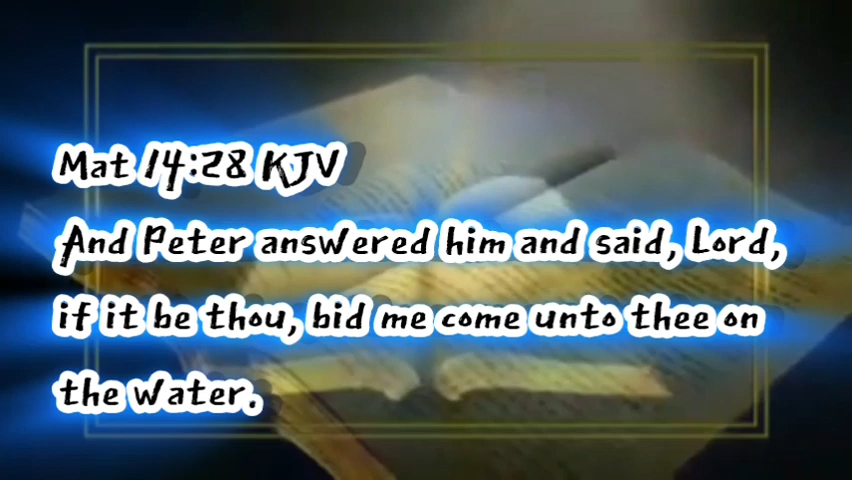 Mat 14:28 KJV
And Peter answered him and said, Lord,
if it be thou, bid me come unto thee on
the water.